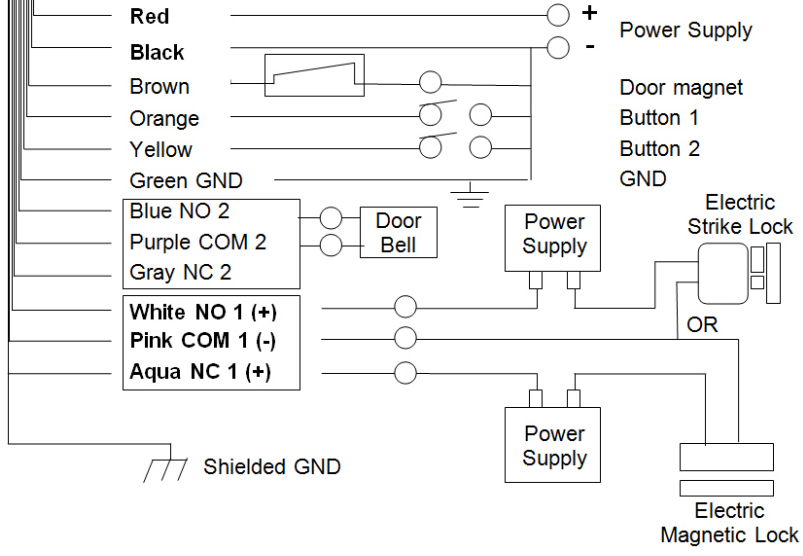 Red
+
Power Supply
Black
-
Brown
Door magnet
Orange
Button 1
Yellow
Button 2
Green GND
GND
Blue NO 2
Purple COM 2
Gray NC 2
Door
Bell
Power
Supply
Electric
Strike Lock
White NO 1 (+)
Pink COM 1 (-)
Aqua NC 1 (+)
OR
Power
Supply
Shielded GND
Electric
Magnetic Lock